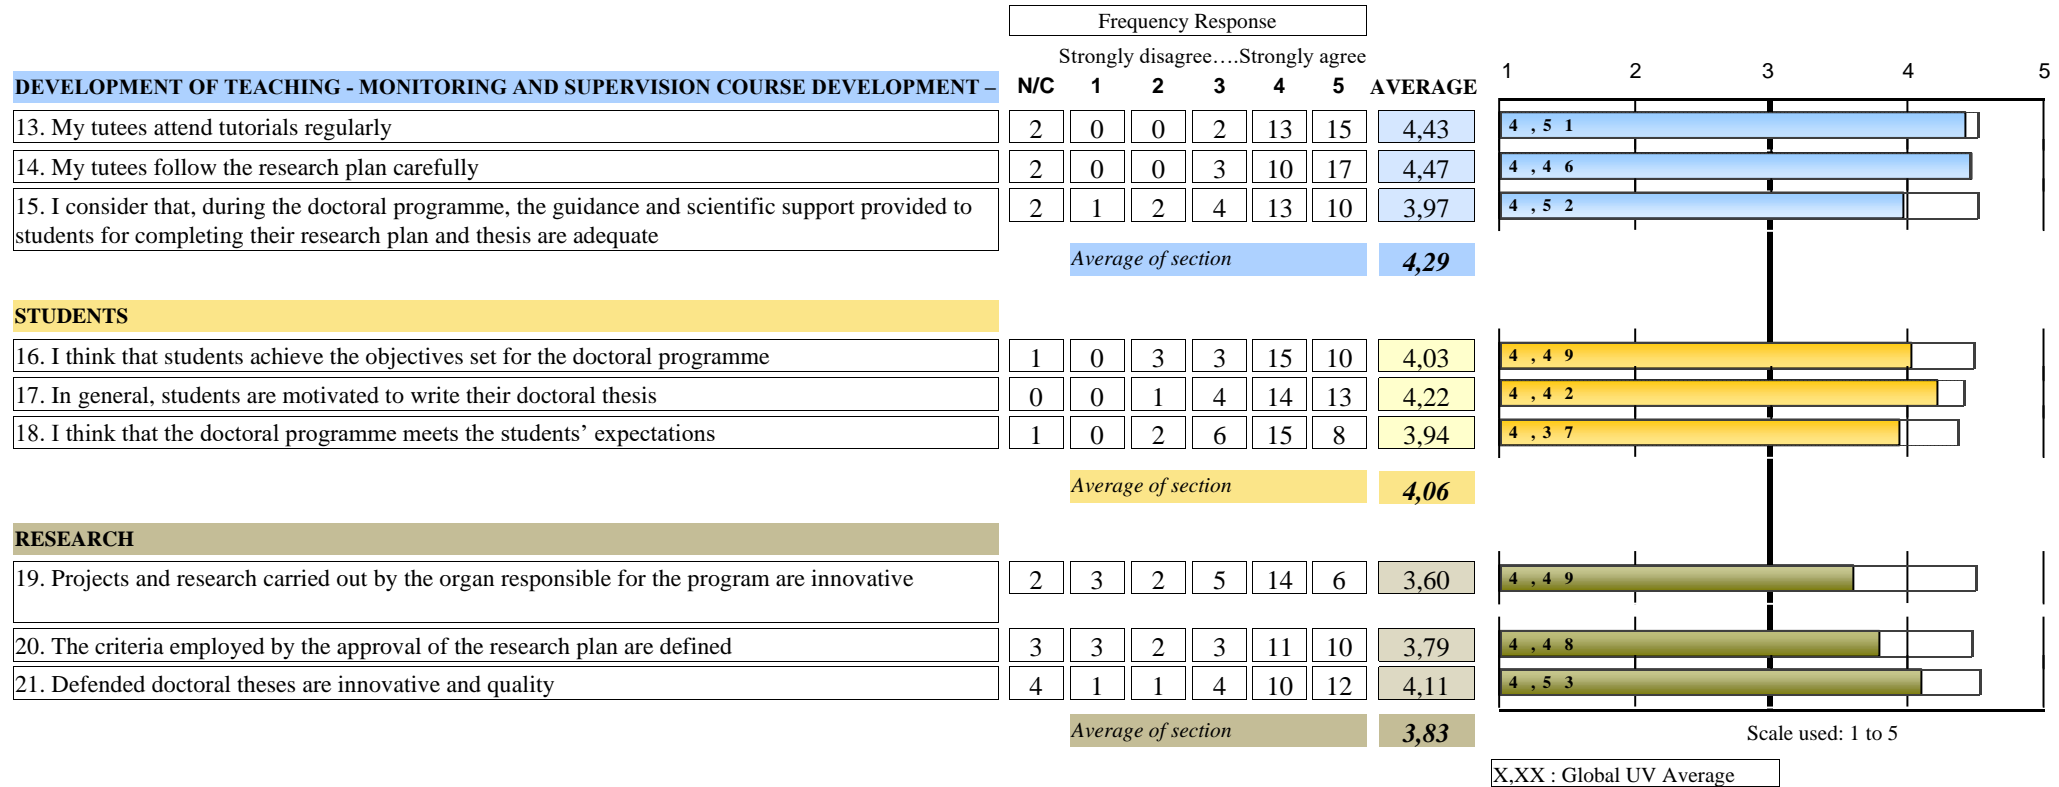 Frequency Response
Strongly disagree….Strongly agree
DEVELOPMENT OF TEACHING - MONITORING AND SUPERVISION COURSE DEVELOPMENT – N/C 1 2 3 4 5 AVERAGE 1 2 3 4 5
13. My tutees attend tutorials regularly 2 0 0 2 13 15 4,43 4,51
14. My tutees follow the research plan carefully 2 0 0 3 10 17 4,47 4,46
15. I consider that, during the doctoral programme, the guidance and scientific support provided to 2 1 2 4 13 10 3,97 4,52
students for completing their research plan and thesis are adequate
Average of section 4,29
STUDENTS
16. I think that students achieve the objectives set for the doctoral programme 1 0 3 3 15 10 4,03 4,49
17. In general, students are motivated to write their doctoral thesis 0 0 1 4 14 13 4,22 4,42
18. I think that the doctoral programme meets the students’ expectations 1 0 2 6 15 8 3,94 4,37
Average of section 4,06
RESEARCH
19. Projects and research carried out by the organ responsible for the program are innovative 2 3 2 5 14 6 3,60 4,49
20. The criteria employed by the approval of the research plan are defined 3 3 2 3 11 10 3,79 4,48
21. Defended doctoral theses are innovative and quality 4 1 1 4 10 12 4,11 4,53
Average of section 3,83
Scale used: 1 to 5
X,XX : Global UV Average